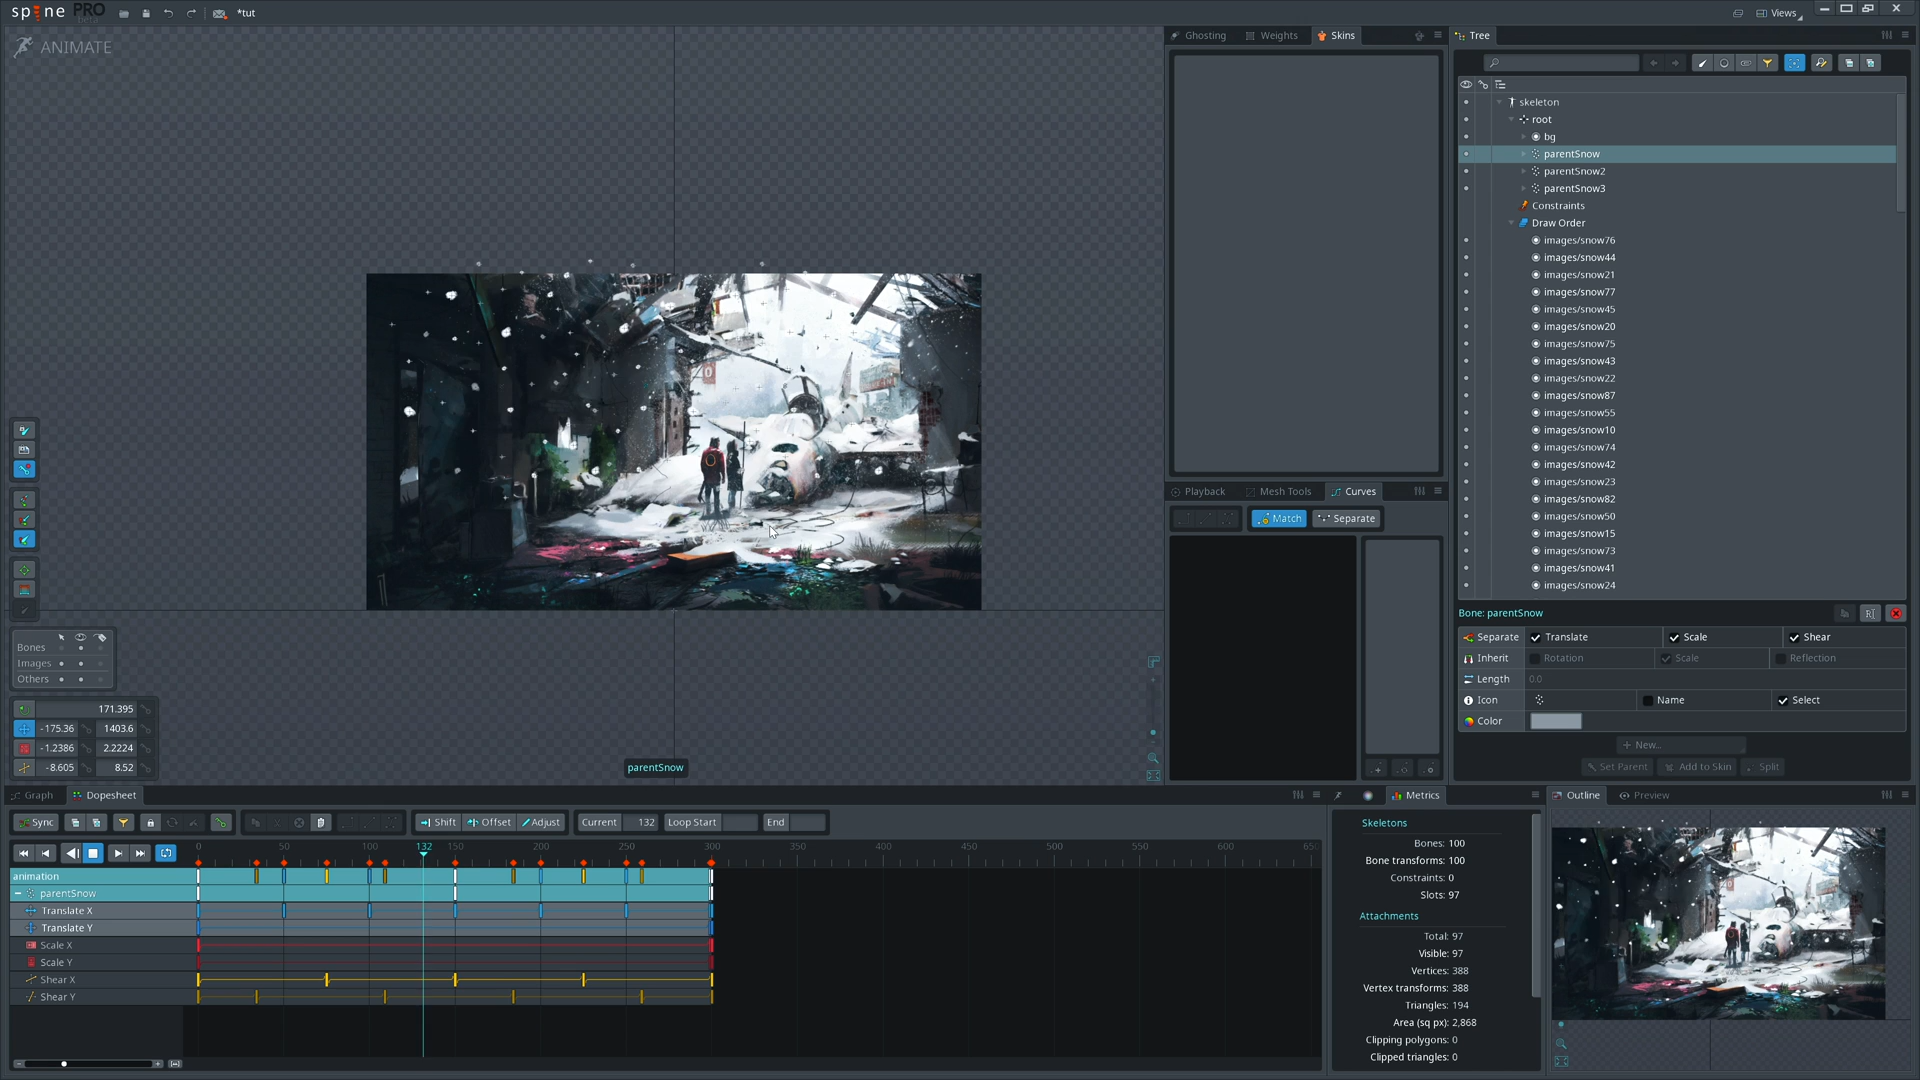 spine PRO
beta
*tut
Views
ANIMATE
Ghosting
Weights
Skins
Tree
skeleton
root
bg
parentSnow
parentSnow2
parentSnow3
Constraints
Draw Order
images/snow76
images/snow44
images/snow21
images/snow77
images/snow45
images/snow20
images/snow75
images/snow43
images/snow22
images/snow87
images/snow55
images/snow10
images/snow74
images/snow42
images/snow23
images/snow82
images/snow50
images/snow15
images/snow73
images/snow41
images/snow24
Playback
Mesh Tools
Curves
Match
Separate
Bone: parentSnow
Separate
Translate
Scale
Shear
Inherit
Rotation
Scale
Reflection
Length
0.0
Icon
Name
Select
Color
+ New...
Set Parent
Add to Skin
Split
Bones
Images
Others
171.395
-175.36 1403.6
-1.2386 2.2224
-8.605 8.52
parentSnow
Graph
Dopesheet
Sync
Shift
Offset
Adjust
Current 132
Loop Start
End
0 50 100 132 150 200 250 300 350 400 450 500 550 600
animation
parentSnow
Translate X
Translate Y
Scale X
Scale Y
Shear X
Shear Y
Metrics
Skeletons
Bones: 100
Bone transforms: 100
Constraints: 0
Slots: 97
Attachments
Total: 97
Visible: 97
Vertices: 388
Vertex transforms: 388
Triangles: 194
Area (sq px): 2,868
Clipping polygons: 0
Clipped triangles: 0
Outline
Preview